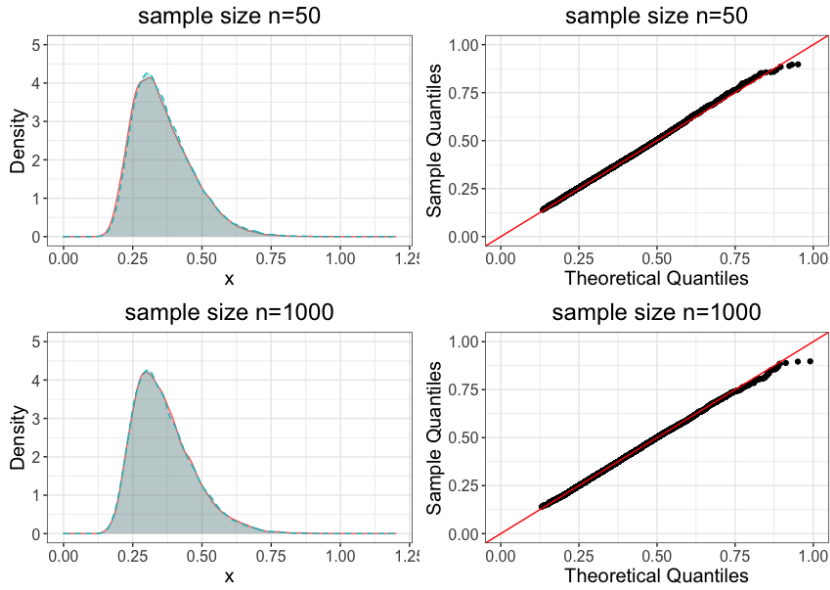 sample size n=50
5
4
3
2
1
0
Density
0.00 0.25 0.50 0.75 1.00 1.25
x
sample size n=50
1.00
0.75
0.50
0.25
0.00
Sample Quantiles
0.00 0.25 0.50 0.75 1.00
Theoretical Quantiles
sample size n=1000
5
4
3
2
1
0
Density
0.00 0.25 0.50 0.75 1.00 1.25
x
sample size n=1000
1.00
0.75
0.50
0.25
0.00
Sample Quantiles
0.00 0.25 0.50 0.75 1.00
Theoretical Quantiles